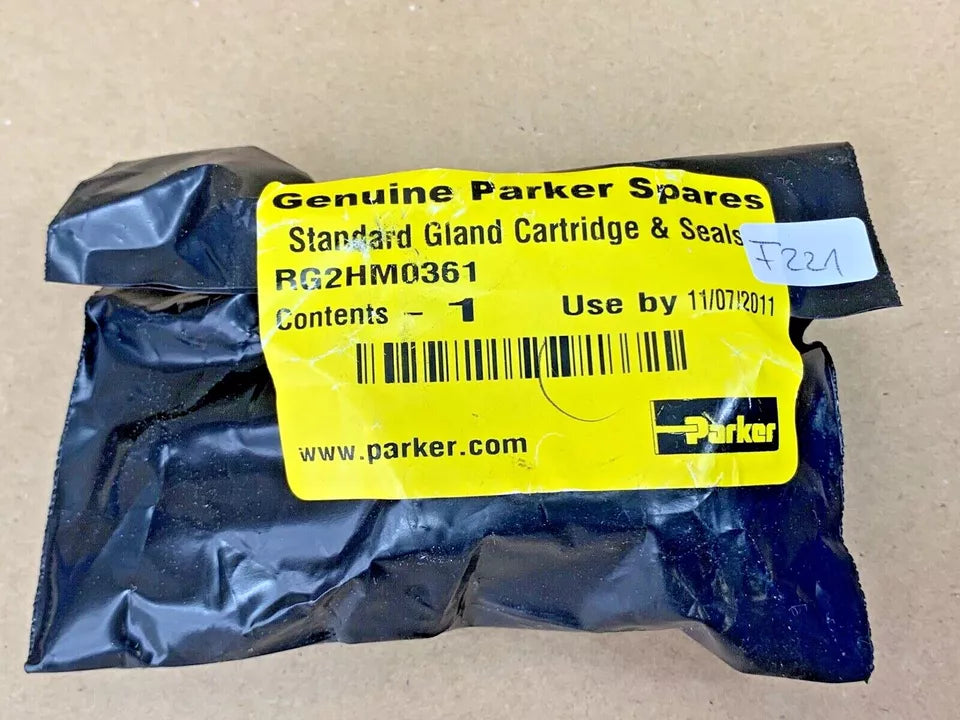 Genuine Parker Spares
Standard Gland Cartridge & Seals
F221
RG2HM0361
Contents - 1 Use by 11/07/2011
www.parker.com
Parker